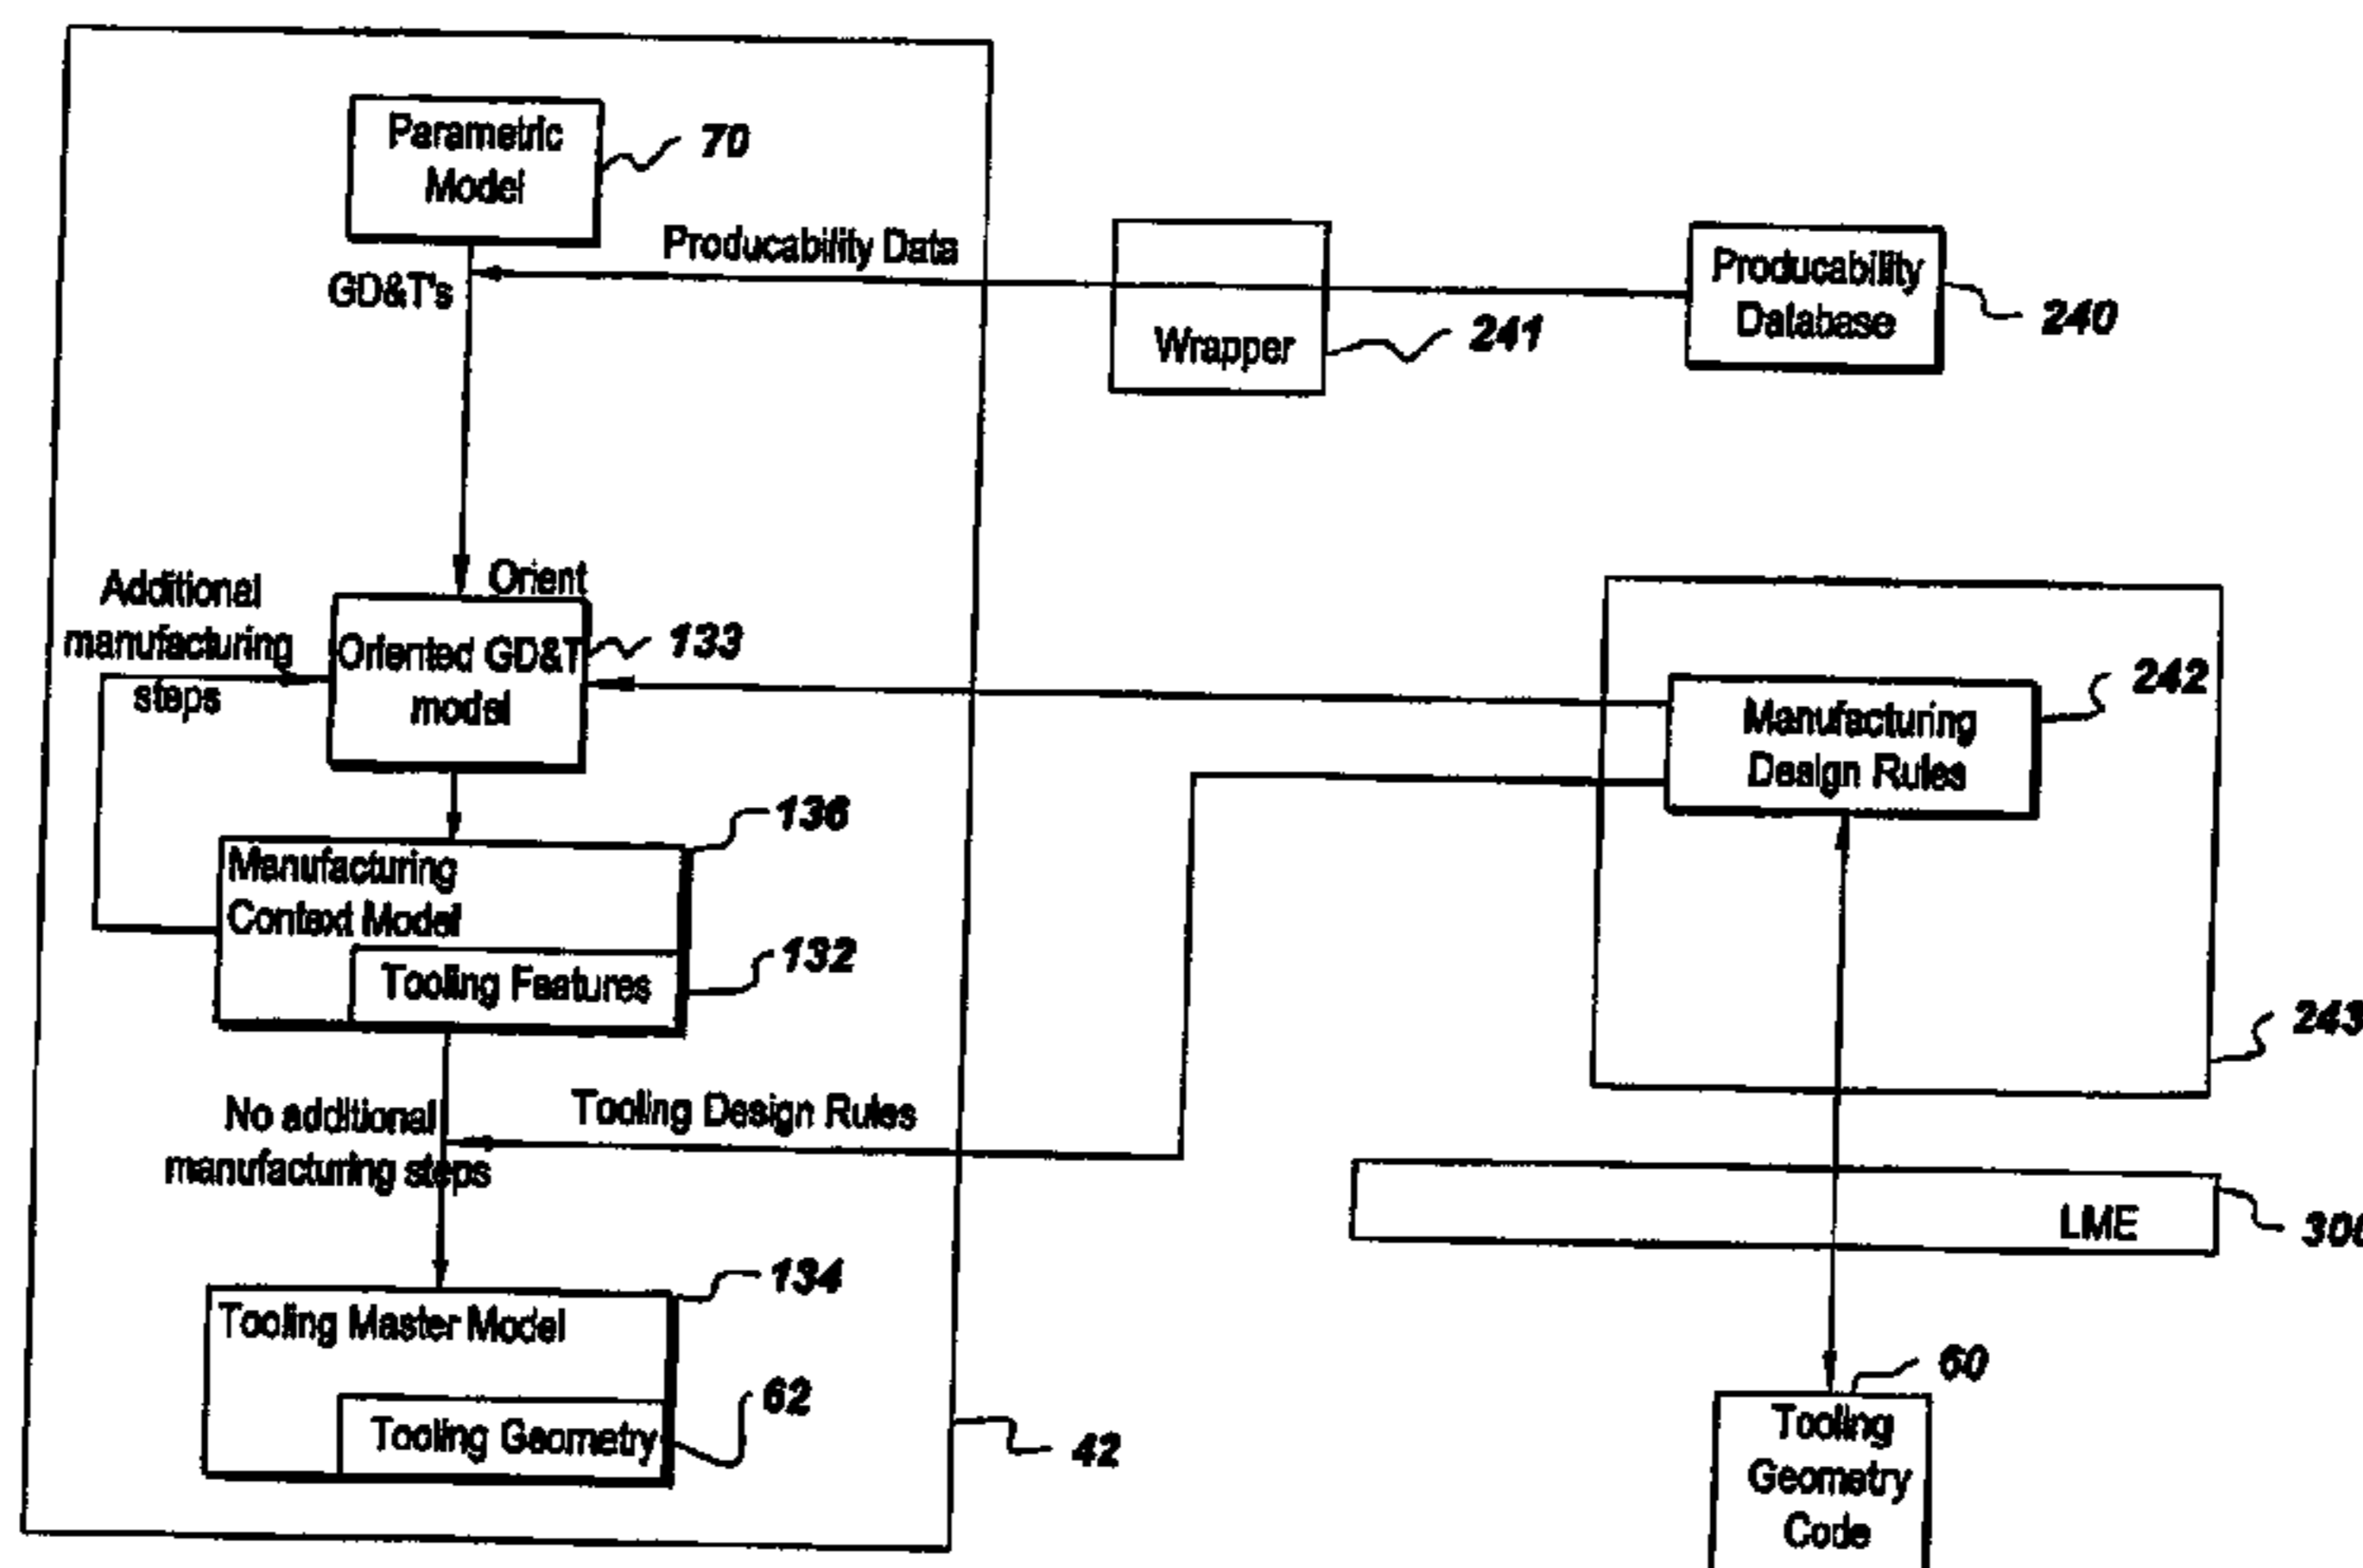 Parametric
Model
70
Producability Data
GD&T's
Wrapper
241
Producability
Database
240
Additional
manufacturing
steps
Orient
Oriented GD&T
model
133
Manufacturing
Design Rules
242
243
Manufacturing
Context Model
136
Tooling Features
132
No additional
manufacturing steps
Tooling Design Rules
LME
Tooling Master Model
134
Tooling Geometry
62
42
60
Tooling
Geometry
Code